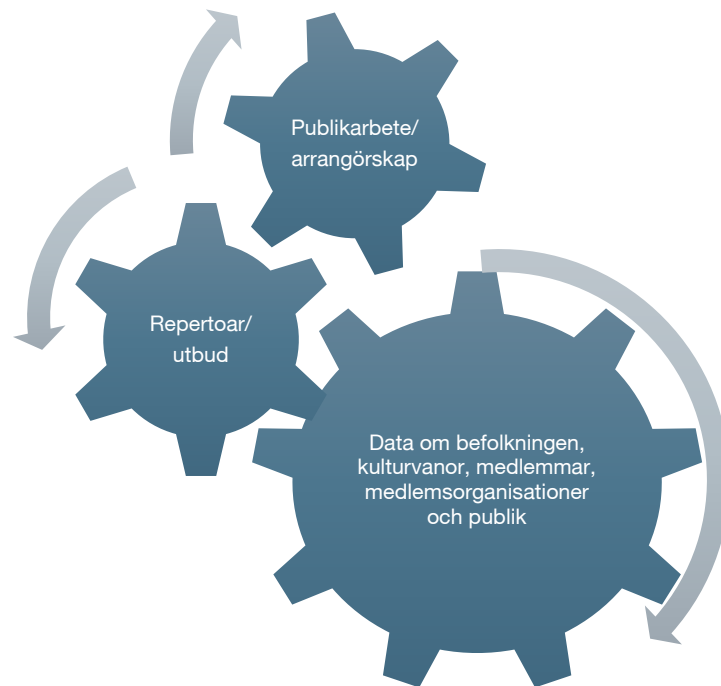 Publikarbete/
arrangörskap
Repertoar/
utbud
Data om befolkningen,
kulturvanor, medlemmar,
medlemsorganisationer
och publik